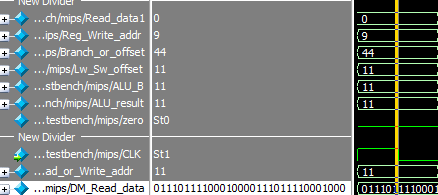 New Divider
...ch/mips/Read_data1 0 0
...ips/Reg_Write_addr 9 9
...ps/Branch_or_offset 44 44
.../mips/Lw_Sw_offset 11 11
...stbench/mips/ALU_B 11 11
...nch/mips/ALU_result 11 11
...testbench/mips/zero St0
New Divider
...testbench/mips/CLK St1
...ad_or_Write_addr 11 11
...mips/DM_Read_data 01110111100010000111011110001000 011101111000